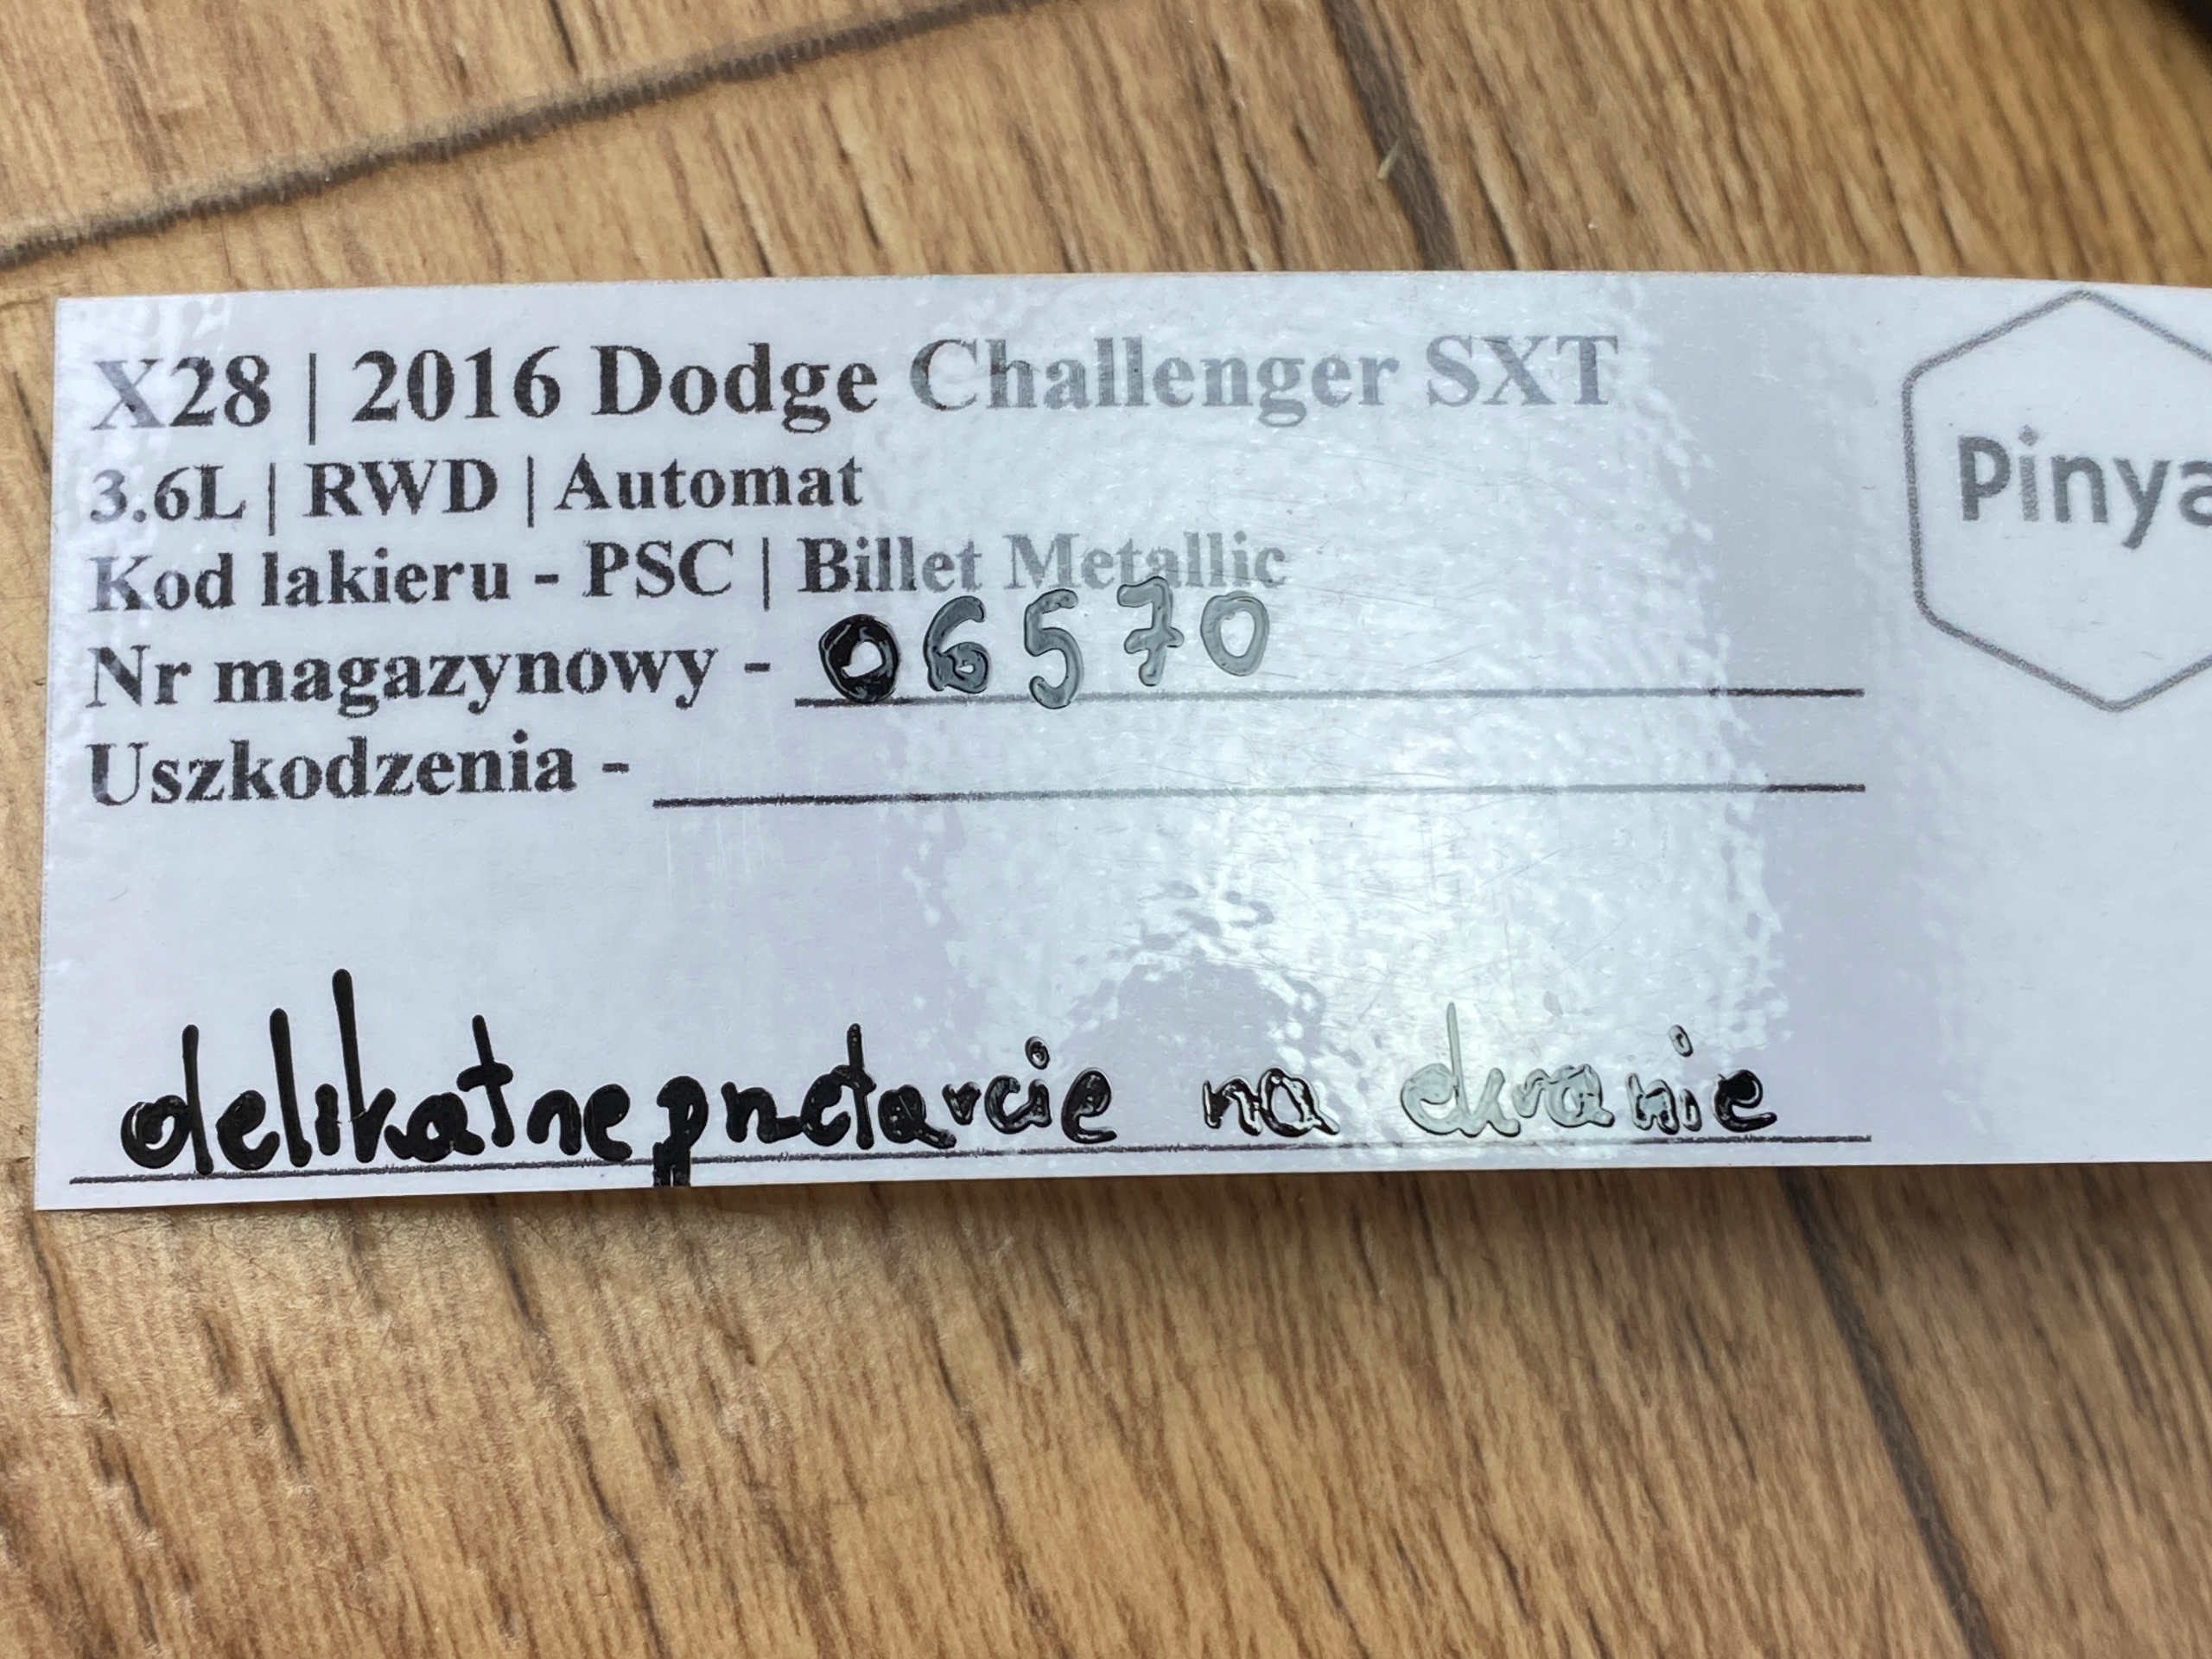 X28 | 2016 Dodge Challenger SXT
3.6L | RWD | Automat
Kod lakieru - PSC | Billet Metallic
Nr magazynowy - 06570
Uszkodzenia -
delikatne przetarcie na ekranie
Pinya